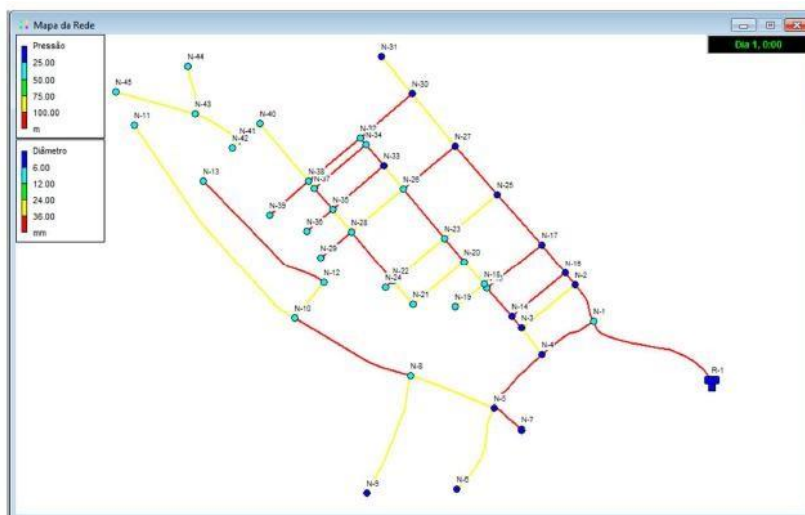 Mapa da Rede
Pressão
25.00
50.00
75.00
100.00
m
Diâmetro
6.00
12.00
24.00
36.00
mm
Dia 1, 0:00
N-31
N-44
N-30
N-45
N-43
N-11
N-40
N-41
N-42
N-34
N-27
N-33
N-13
N-38
N-37
N-26
N-25
N-39
N-35
N-36
N-28
N-23
N-17
N-29
N-20
N-16
N-12
N-22
N-24
N-18
N-2
N-21
N-19
N-14
N-10
N-3
N-1
N-4
N-8
R-1
N-5
N-7
N-9
N-6